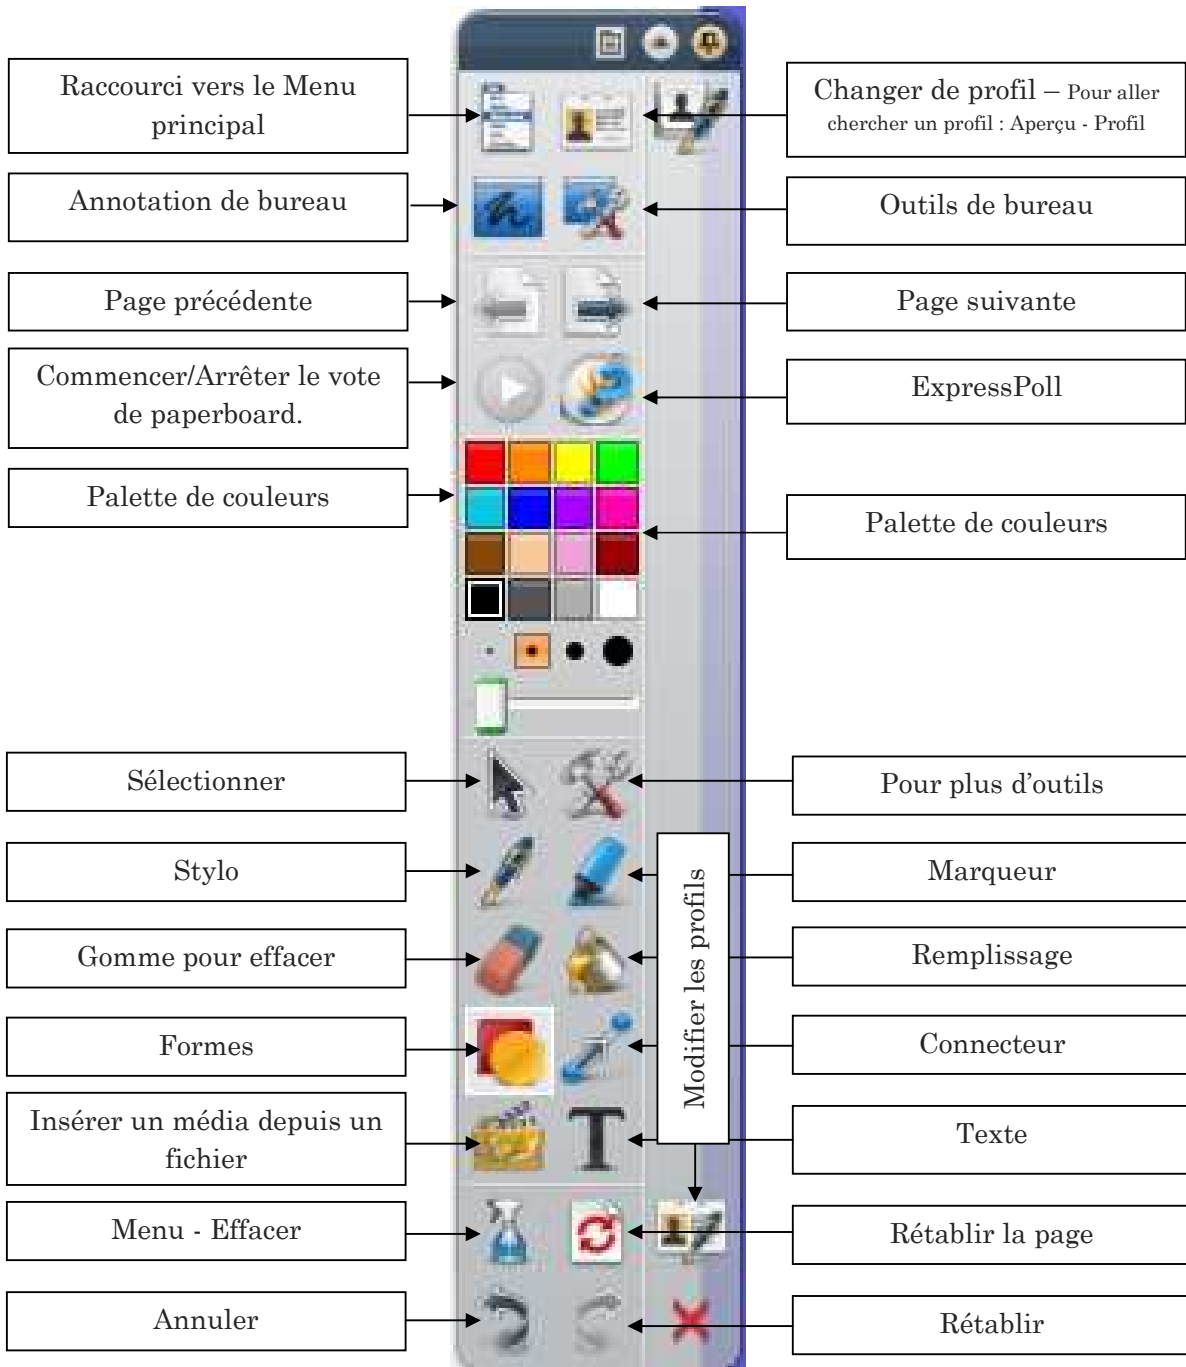 Raccourci vers le Menu
principal
Changer de profil – Pour aller
chercher un profil : Aperçu - Profil
Annotation de bureau
Outils de bureau
Page précédente
Page suivante
Commencer/Arrêter le vote
de paperboard.
ExpressPoll
Palette de couleurs
Palette de couleurs
Sélectionner
Pour plus d’outils
Stylo
Marqueur
Gomme pour effacer
Remplissage
Modifier les profils
Formes
Connecteur
Insérer un média depuis un
fichier
T
Texte
Menu - Effacer
Rétablir la page
Annuler
Rétablir